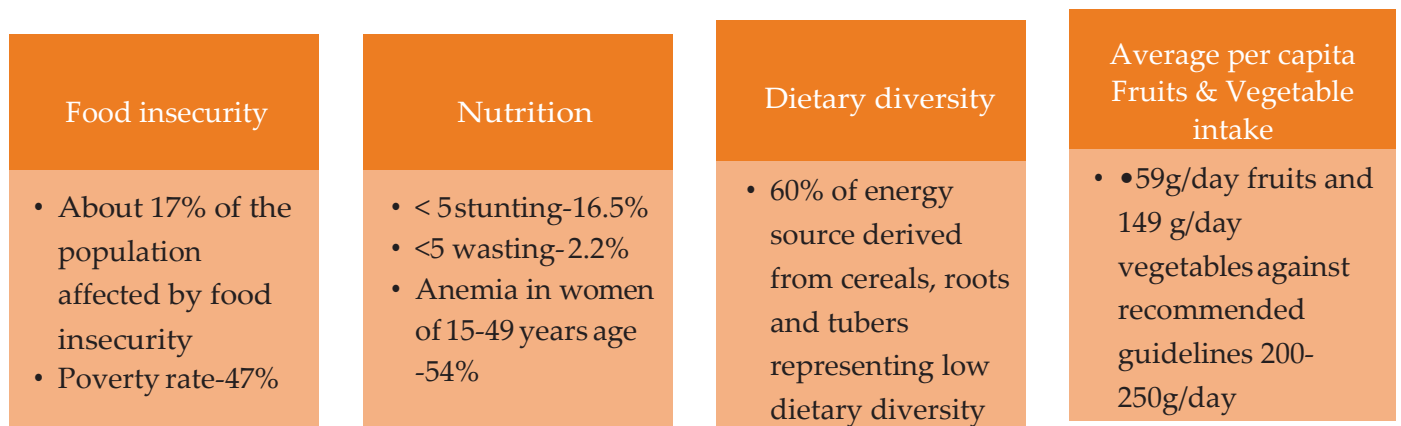 Food insecurity
• About 17% of the
population
affected by food
insecurity
• Poverty rate-47%
Nutrition
• < 5 stunting-16.5%
• <5 wasting-2.2%
• Anemia in women
of 15-49 years age
-54%
Dietary diversity
• 60% of energy
source derived
from cereals, roots
and tubers
representing low
dietary diversity
Average per capita
Fruits & Vegetable
intake
• •59g/day fruits and
149 g/day
vegetables against
recommended
guidelines 200-
250g/day